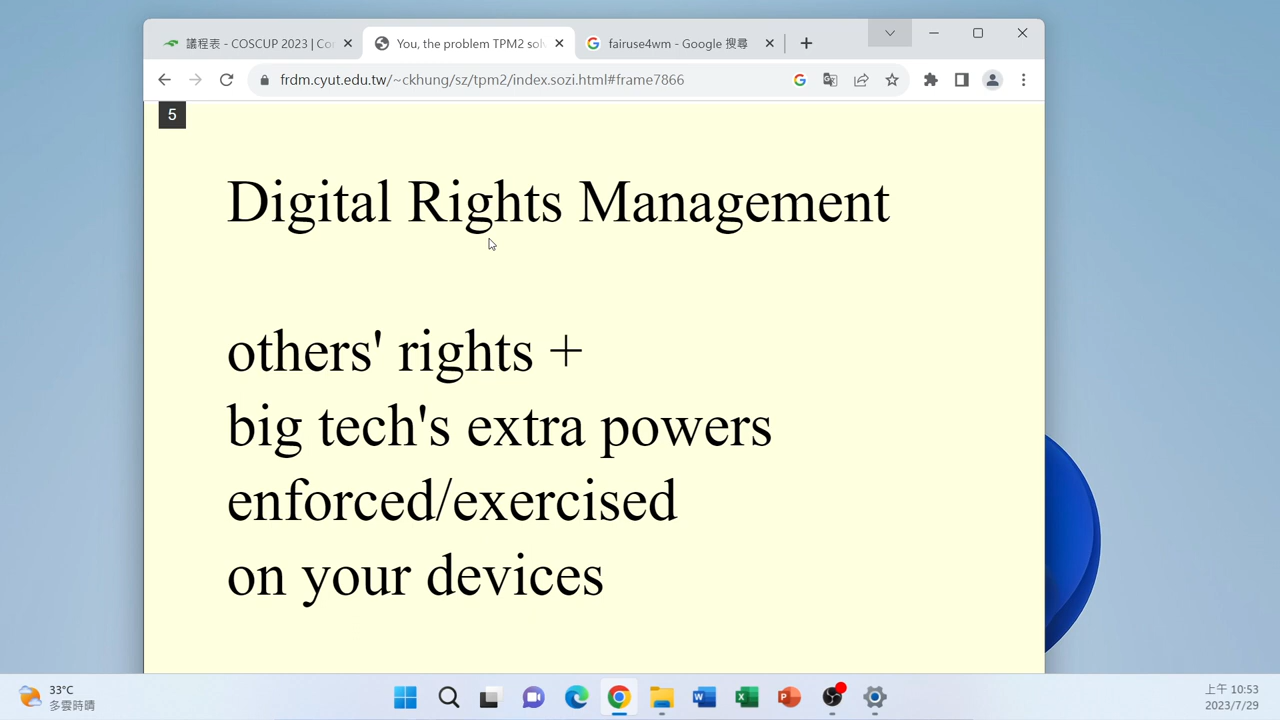 議程表 - COSCUP 2023 | C
You, the problem TPM2 sol
fairuse4wm - Google 搜尋
frdm.cyut.edu.tw/~ckhung/sz/tpm2/index.sozi.html#frame7866
5
Digital Rights Management
others' rights +
big tech's extra powers
enforced/exercised
on your devices
33°C
多雲時晴
上午 10:53
2023/7/29